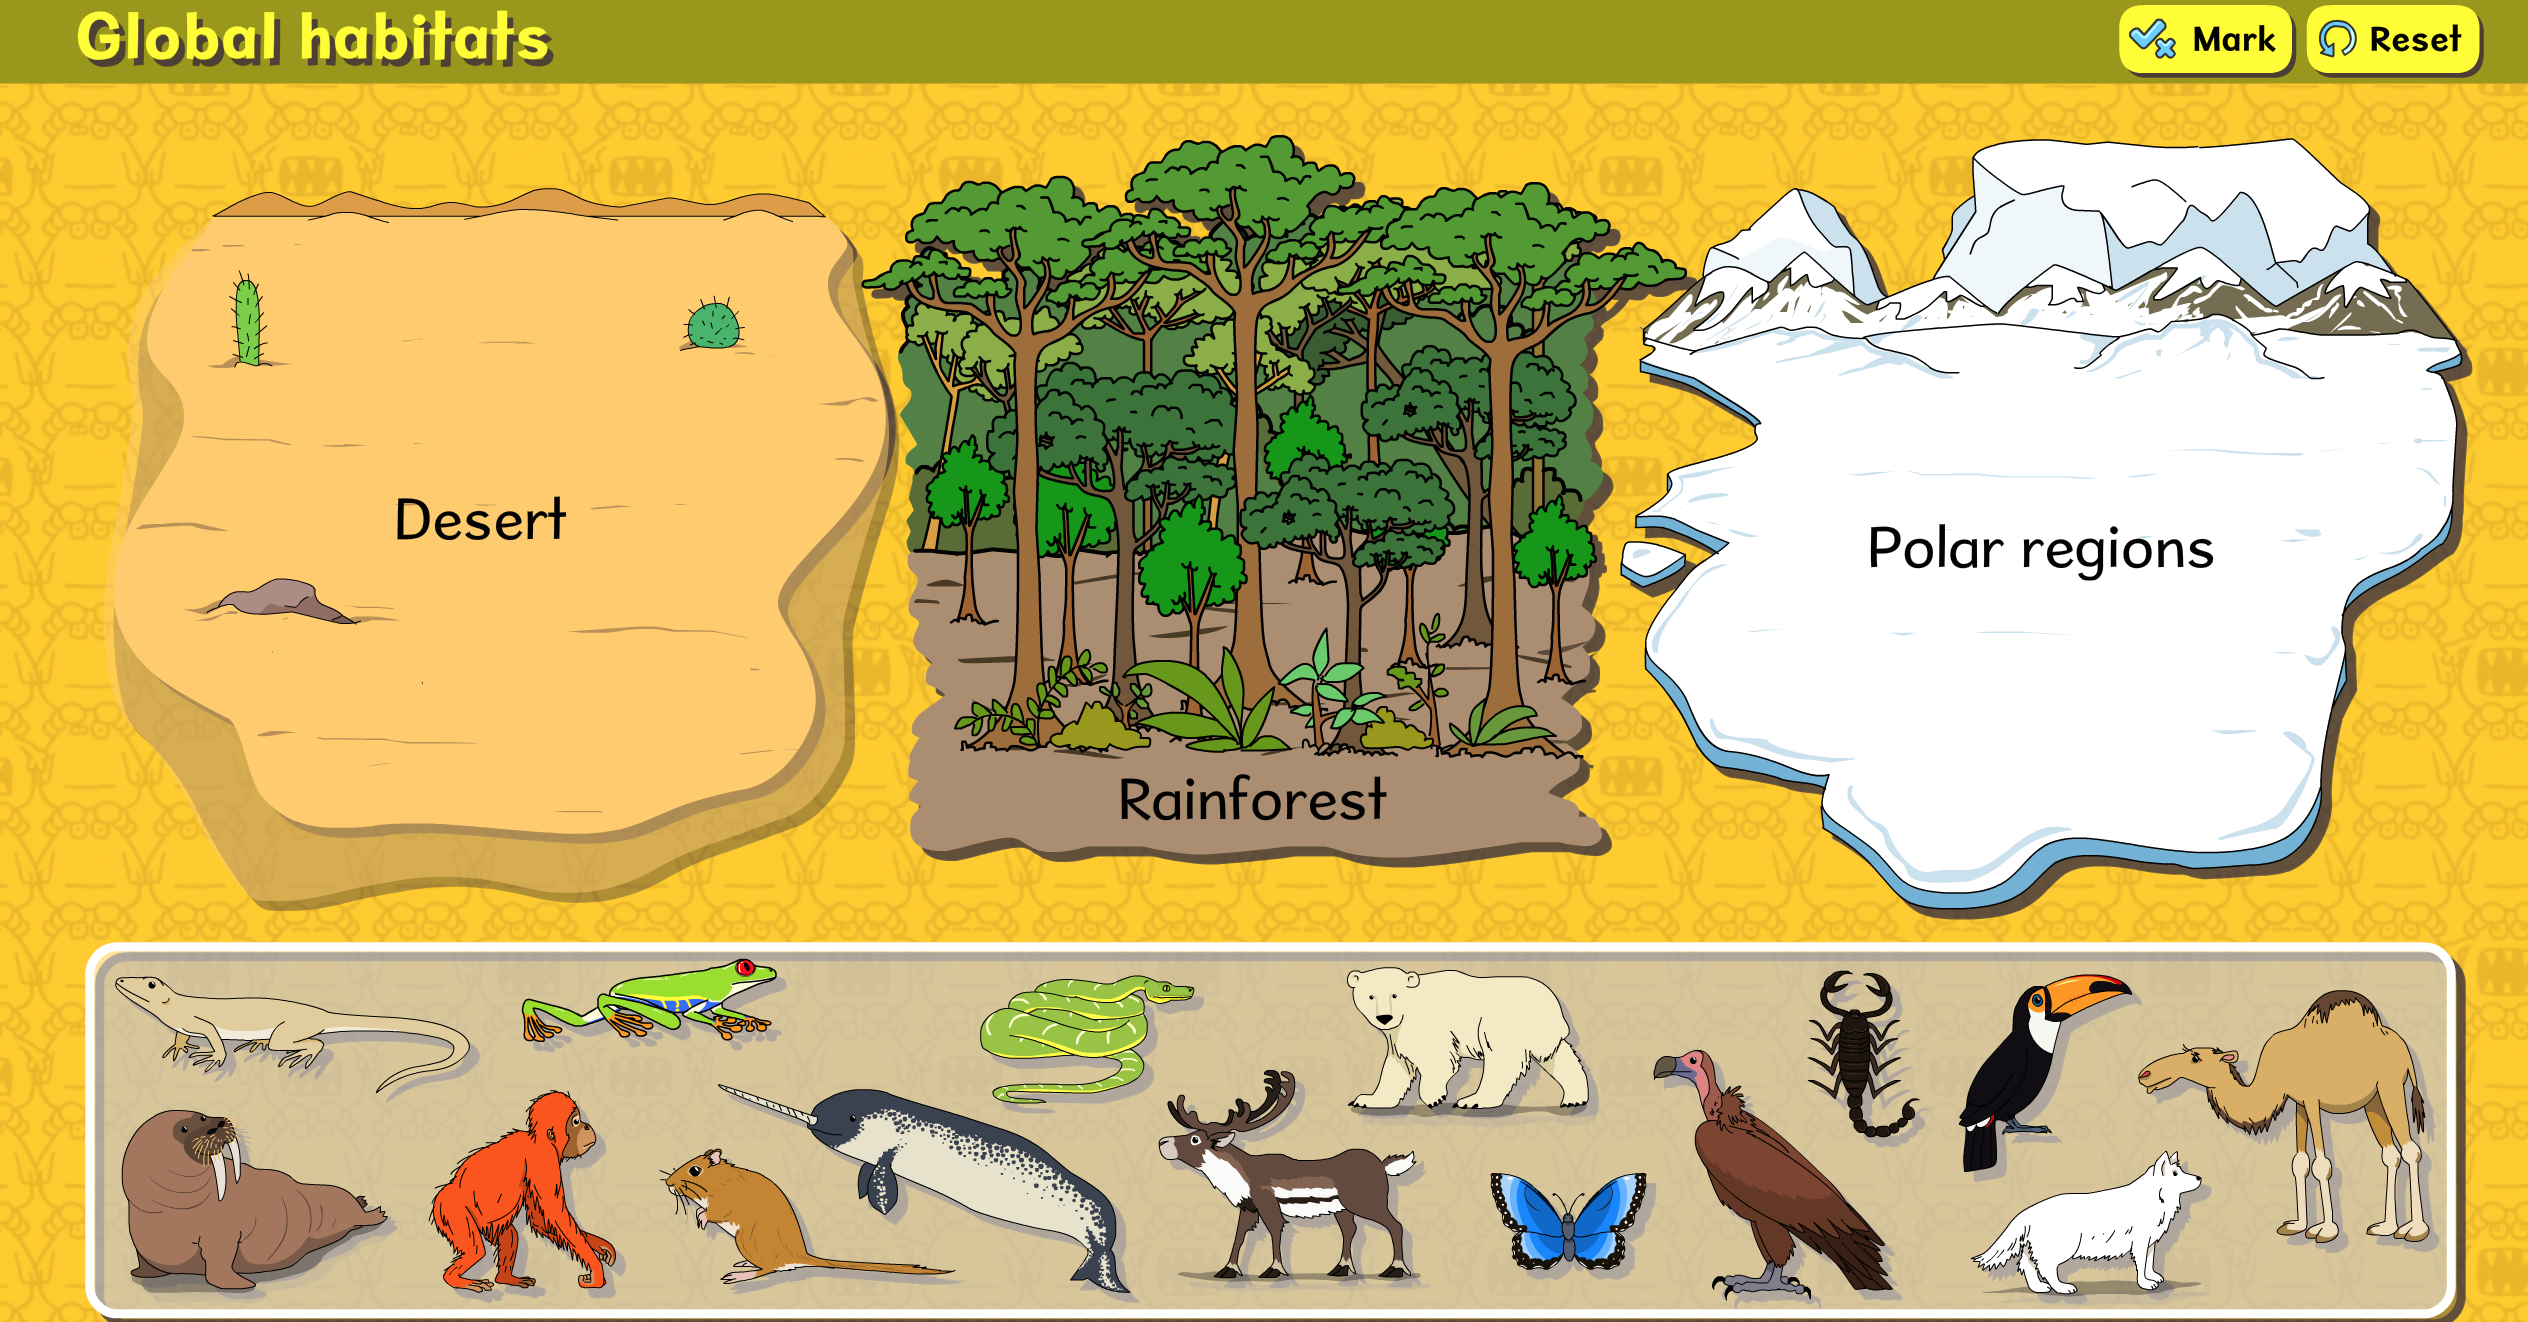 Global habitats
Mark
Reset
Desert
Rainforest
Polar regions